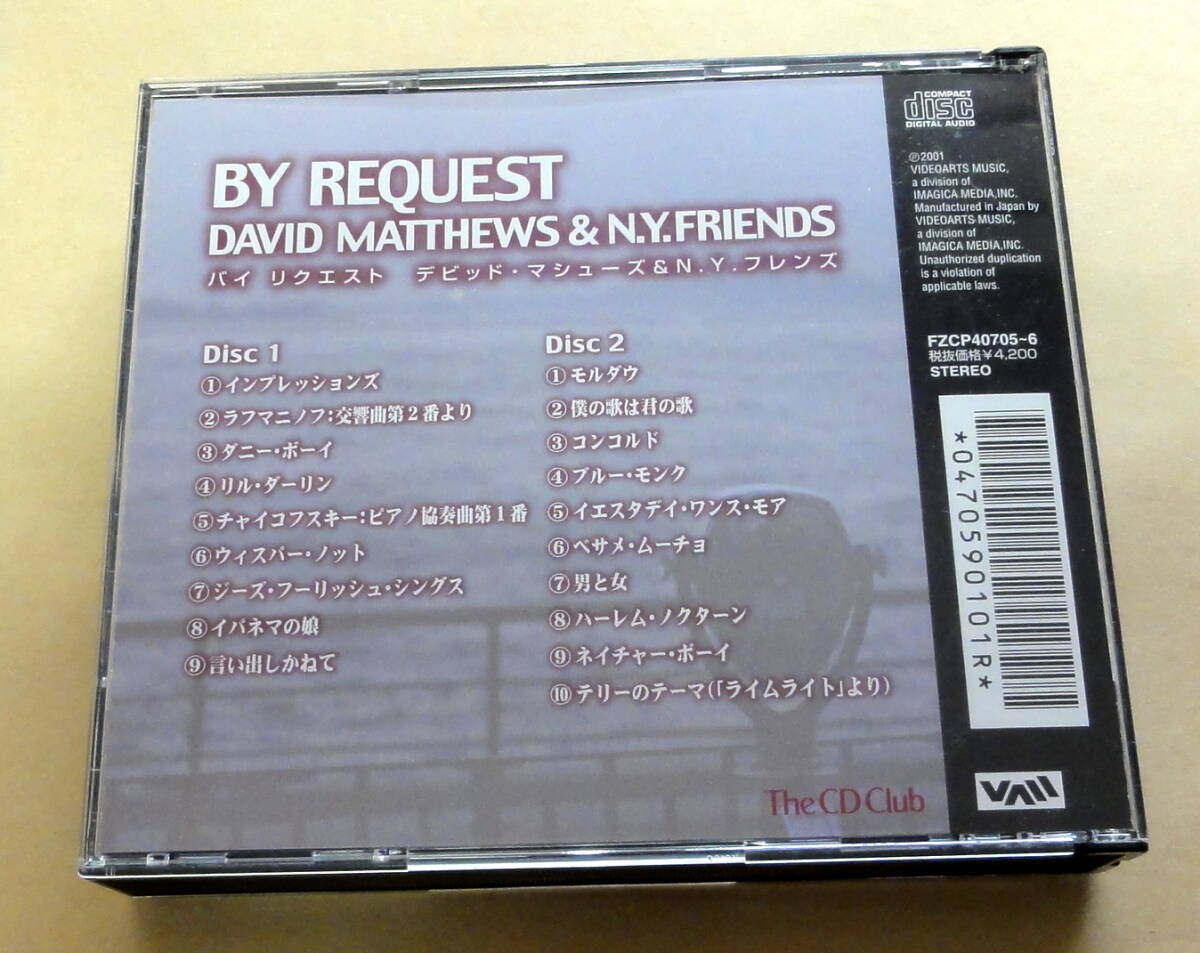 BY REQUEST
DAVID MATTHEWS & N.Y.FRIENDS
バイ リクエスト デビッド・マシューズ&N.Y.フレンズ
Disc 1
①インプレッションズ
②ラフマニノフ:交響曲第2番より
③ダニー・ボーイ
④リル・ダーリン
⑤チャイコフスキー:ピアノ協奏曲第1番
⑥ウィスパー・ノット
⑦ジーズ・フーリッシュ・シングス
⑧イパネマの娘
⑨言い出しかねて
Disc 2
①モルダウ
②僕の歌は君の歌
③コンコルド
④ブルー・モンク
⑤イエスタデイ・ワンス・モア
⑥ベサメ・ムーチョ
⑦男と女
⑧ハーレム・ノクターン
⑨ネイチャー・ボーイ
⑩テリーのテーマ(「ライムライト」より)
The CD Club
COMPACT
disc
DIGITAL AUDIO
℗2001
VIDEOARTS MUSIC,
a division of
IMAGICA MEDIA,INC.
Manufactured in Japan by
VIDEOARTS MUSIC,
a division of
IMAGICA MEDIA,INC.
Unauthorized duplication
is a violation of
applicable laws.
FZCP40705~6
税抜価格¥4,200
STEREO
*0470590101R*
VAM